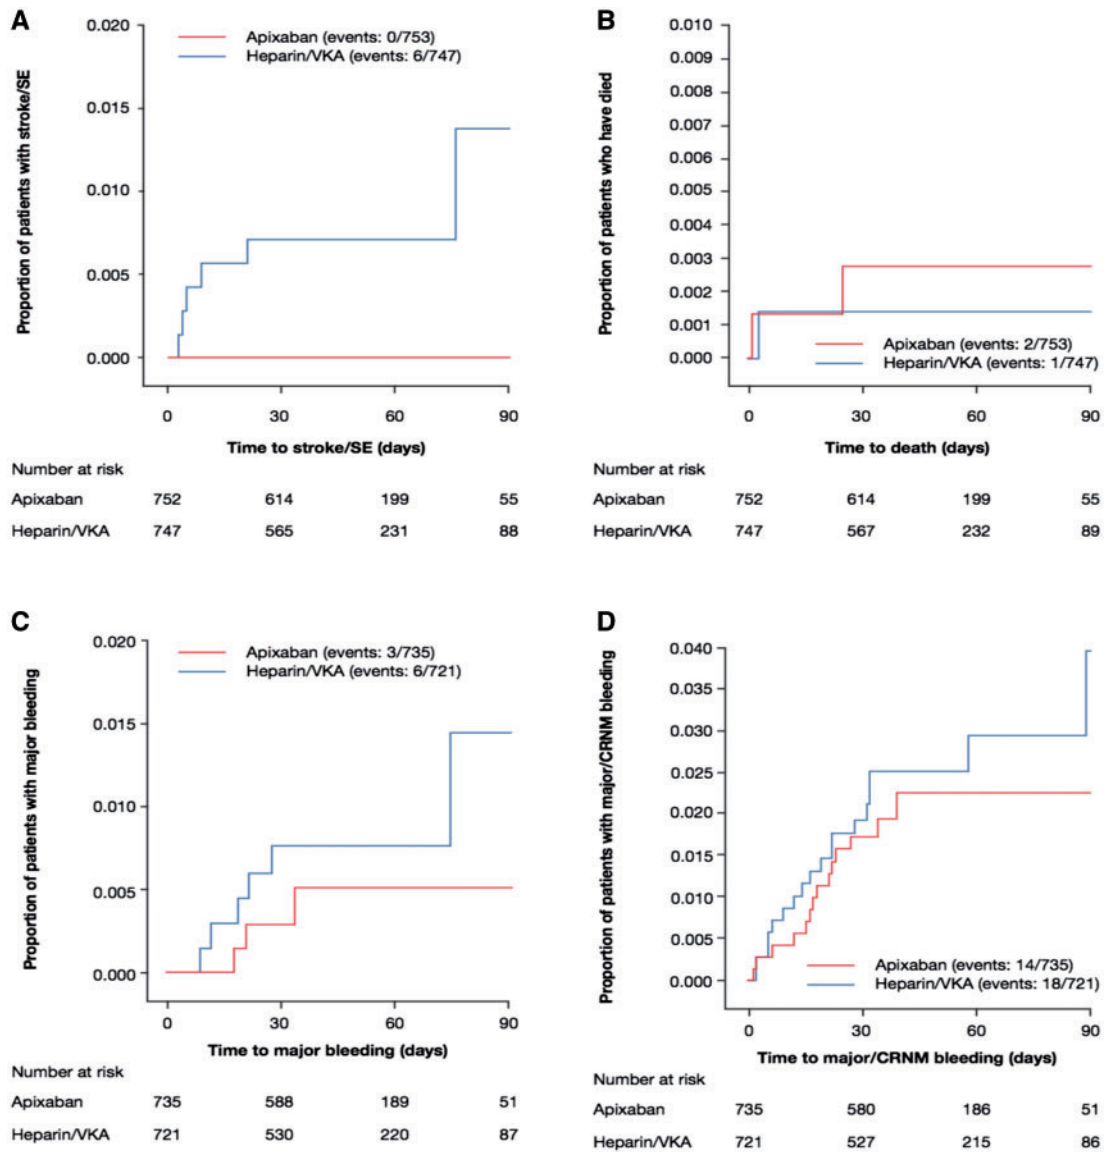 A
Proportion of patients with stroke/SE
0.020
0.015
0.010
0.005
0.000
Apixaban (events: 0/753)
Heparin/VKA (events: 6/747)
0 30 60 90
Time to stroke/SE (days)
Number at risk
Apixaban 752 614 199 55
Heparin/VKA 747 565 231 88
B
Proportion of patients who have died
0.010
0.009
0.008
0.007
0.006
0.005
0.004
0.003
0.002
0.001
0.000
Apixaban (events: 2/753)
Heparin/VKA (events: 1/747)
0 30 60 90
Time to death (days)
Number at risk
Apixaban 752 614 199 55
Heparin/VKA 747 567 232 89
C
Proportion of patients with major bleeding
0.020
0.015
0.010
0.005
0.000
Apixaban (events: 3/735)
Heparin/VKA (events: 6/721)
0 30 60 90
Time to major bleeding (days)
Number at risk
Apixaban 735 588 189 51
Heparin/VKA 721 530 220 87
D
Proportion of patients with major/CRNM bleeding
0.040
0.035
0.030
0.025
0.020
0.015
0.010
0.005
0.000
Apixaban (events: 14/735)
Heparin/VKA (events: 18/721)
0 30 60 90
Time to major/CRNM bleeding (days)
Number at risk
Apixaban 735 580 186 51
Heparin/VKA 721 527 215 86